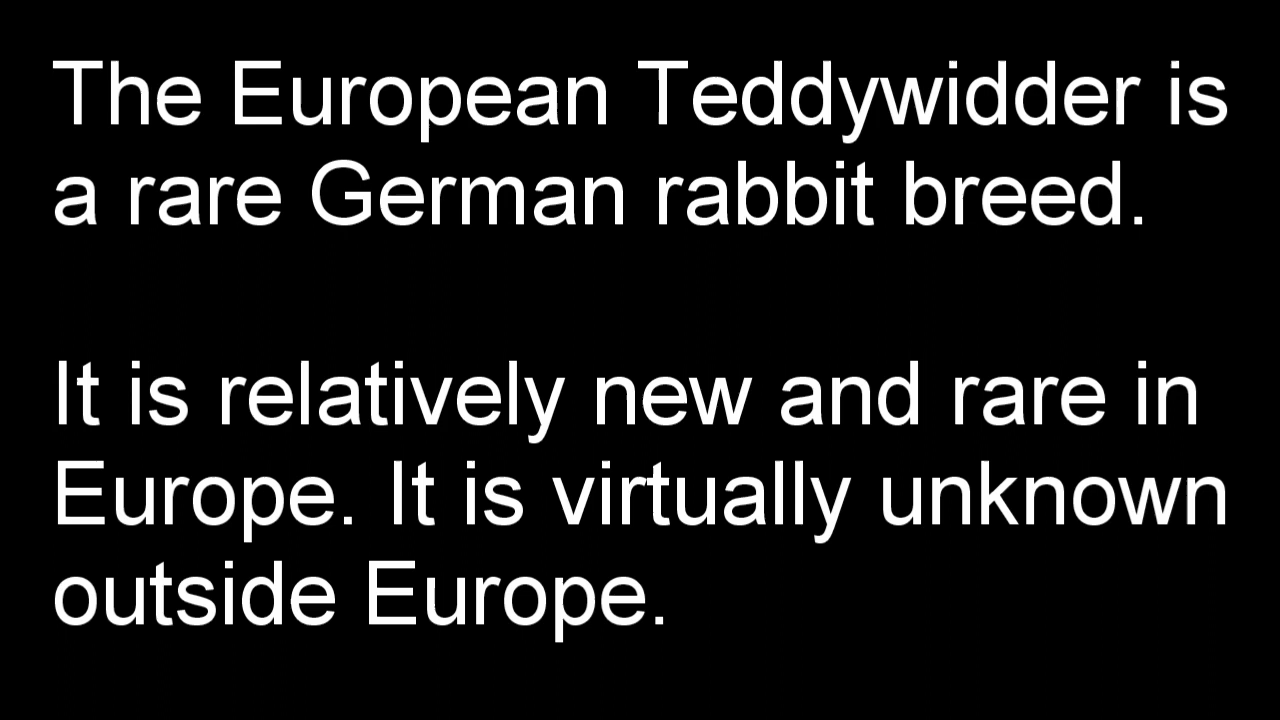 The European Teddywidder is
a rare German rabbit breed.
It is relatively new and rare in
Europe. It is virtually unknown
outside Europe.